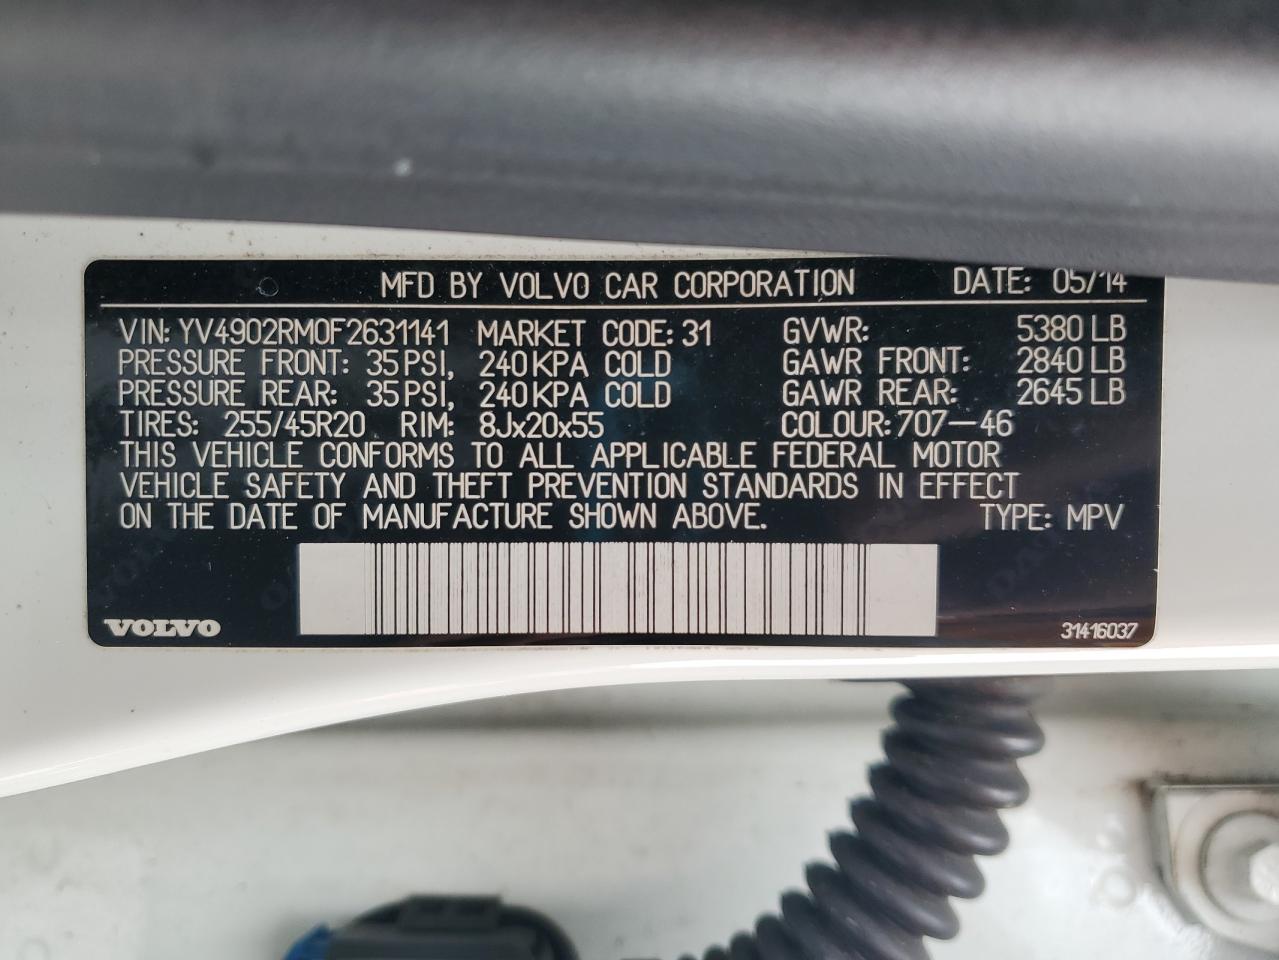 MFD BY VOLVO CAR CORPORATION DATE: 05/14
VIN: YV4902RM0F2631141 MARKET CODE: 31 GVWR: 5380 LB
PRESSURE FRONT: 35 PSI, 240 KPA COLD GAWR FRONT: 2840 LB
PRESSURE REAR: 35 PSI, 240 KPA COLD GAWR REAR: 2645 LB
TIRES: 255/45R20 RIM: 8Jx20x55 COLOUR: 707-46
THIS VEHICLE CONFORMS TO ALL APPLICABLE FEDERAL MOTOR
VEHICLE SAFETY AND THEFT PREVENTION STANDARDS IN EFFECT
ON THE DATE OF MANUFACTURE SHOWN ABOVE. TYPE: MPV
VOLVO 31416037